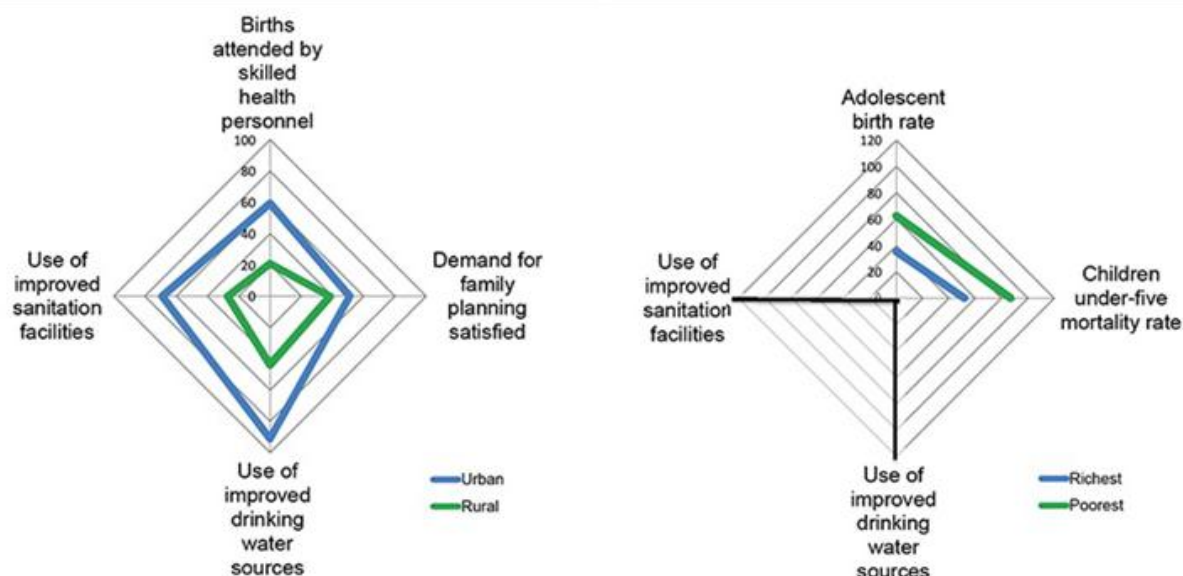 Births
attended by
skilled
health
personnel
100
80
60
40
20
0
Use of
improved
sanitation
facilities
Demand for
family
planning
satisfied
Use of
improved
drinking
water
sources
Urban
Rural
Adolescent
birth rate
120
100
80
60
40
20
0
Use of
improved
sanitation
facilities
Children
under-five
mortality rate
Use of
improved
drinking
water
sources
Richest
Poorest